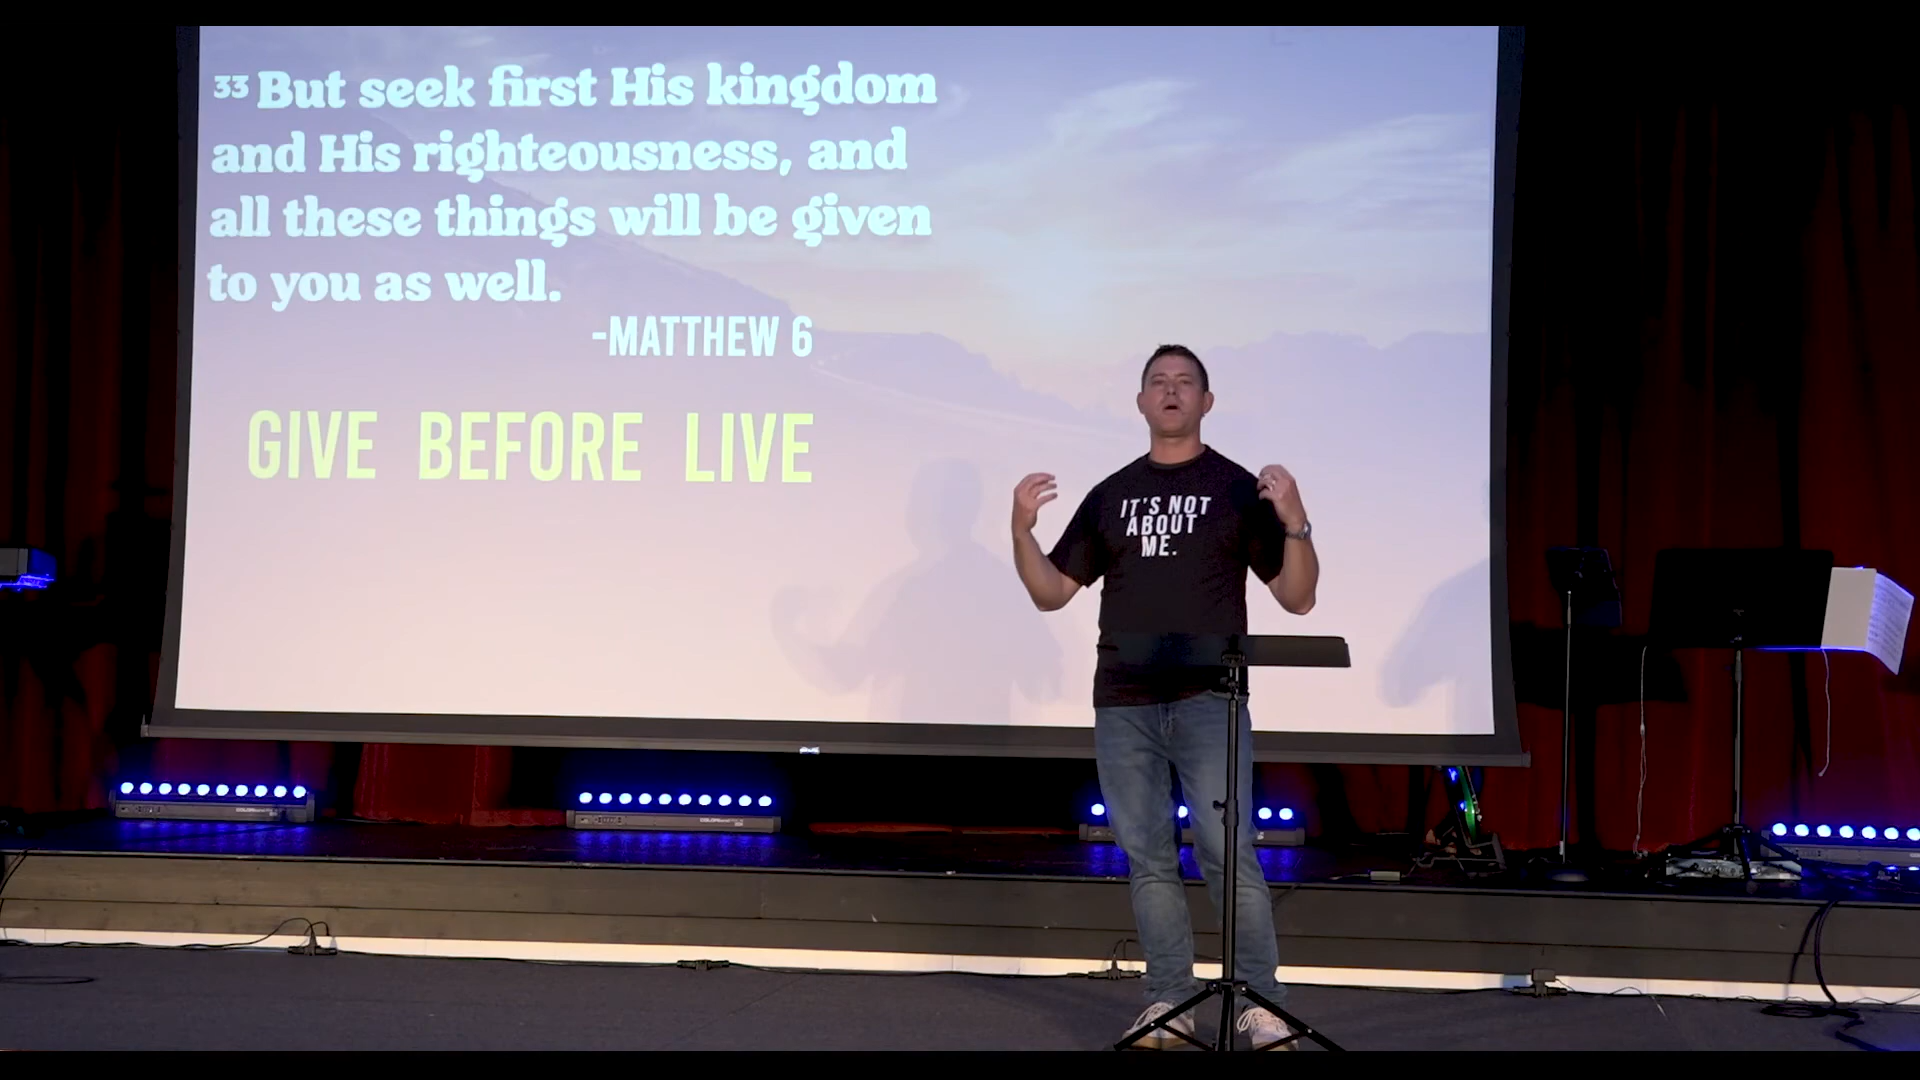 33 But seek first His kingdom
and His righteousness, and
all these things will be given
to you as well.
-MATTHEW 6
GIVE BEFORE LIVE
IT'S NOT
ABOUT
ME.